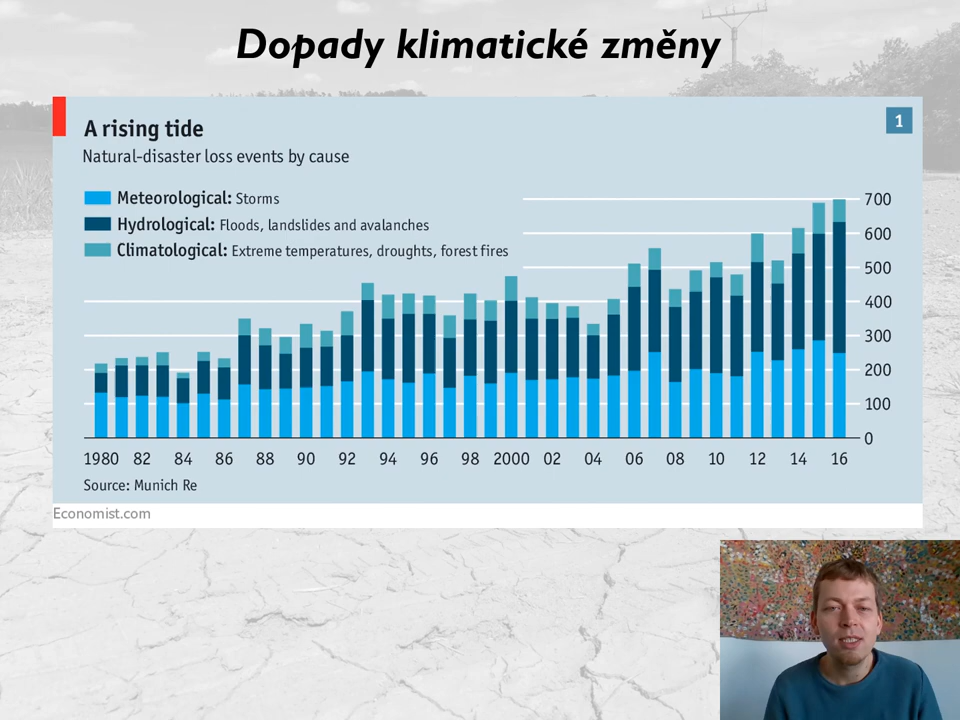 Dopady klimatické změny
A rising tide
1
Natural-disaster loss events by cause
Meteorological: Storms
Hydrological: Floods, landslides and avalanches
Climatological: Extreme temperatures, droughts, forest fires
700
600
500
400
300
200
100
0
1980 82 84 86 88 90 92 94 96 98 2000 02 04 06 08 10 12 14 16
Source: Munich Re
Economist.com